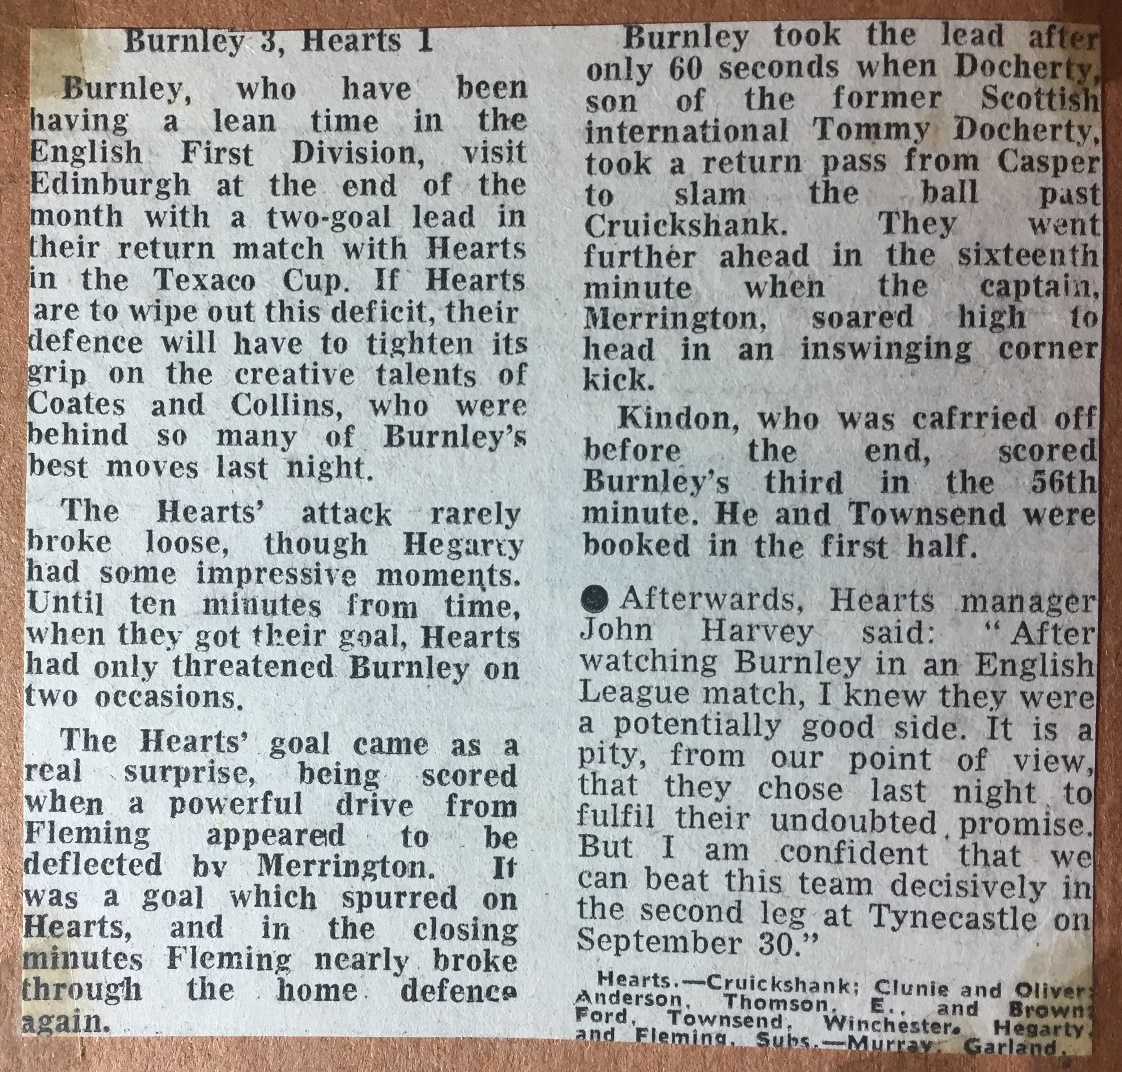 Burnley 3, Hearts 1
Burnley, who have been
having a lean time in the
English First Division, visit
Edinburgh at the end of the
month with a two-goal lead in
their return match with Hearts
in the Texaco Cup. If Hearts
are to wipe out this deficit, their
defence will have to tighten its
grip on the creative talents of
Coates and Collins, who were
behind so many of Burnley's
best moves last night.
The Hearts' attack rarely
broke loose, though Hegarty
had some impressive moments.
Until ten minutes from time,
when they got their goal, Hearts
had only threatened Burnley on
two occasions.
The Hearts' goal came as a
real surprise, being scored
when a powerful drive from
Fleming appeared to be
deflected by Merrington. It
was a goal which spurred on
Hearts, and in the closing
minutes Fleming nearly broke
through the home defence
again.
Burnley took the lead after
only 60 seconds when Docherty,
son of the former Scottish
international Tommy Docherty,
took a return pass from Casper
to slam the ball past
Cruickshank. They went
further ahead in the sixteenth
minute when the captain,
Merrington, soared high to
head in an inswinging corner
kick.
Kindon, who was cafrried off
before the end, scored
Burnley's third in the 56th
minute. He and Townsend were
booked in the first half.
● Afterwards, Hearts manager
John Harvey said: "After
watching Burnley in an English
League match, I knew they were
a potentially good side. It is a
pity, from our point of view,
that they chose last night to
fulfil their undoubted promise.
But I am confident that we
can beat this team decisively in
the second leg at Tynecastle on
September 30."
Hearts.—Cruickshank; Clunie and Oliver;
Anderson, Thomson, E., and Brown;
Ford, Townsend, Winchester, Hegarty
and Fleming. Subs.—Murray, Garland.